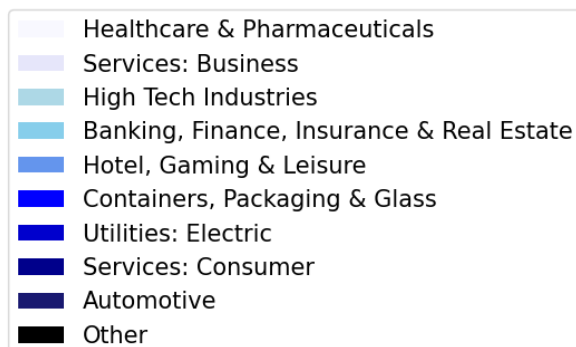 Healthcare & Pharmaceuticals
Services: Business
High Tech Industries
Banking, Finance, Insurance & Real Estate
Hotel, Gaming & Leisure
Containers, Packaging & Glass
Utilities: Electric
Services: Consumer
Automotive
Other